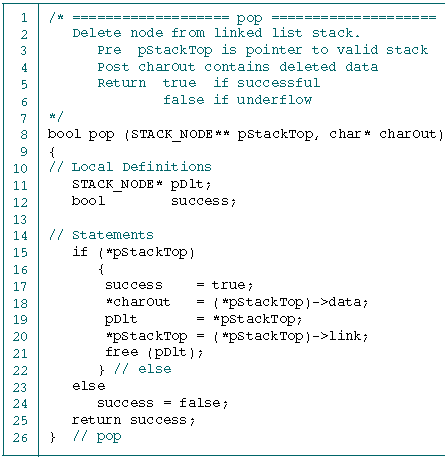 1 /* =================== pop ====================
2 Delete node from linked list stack.
3 Pre pStackTop is pointer to valid stack
4 Post charOut contains deleted data
5 Return true if successful
6 false if underflow
7 */
8 bool pop (STACK_NODE** pStackTop, char* charOut)
9 {
10 // Local Definitions
11 STACK_NODE* pDlt;
12 bool success;
13
14 // Statements
15 if (*pStackTop)
16 {
17 success = true;
18 *charOut = (*pStackTop)->data;
19 pDlt = *pStackTop;
20 *pStackTop = (*pStackTop)->link;
21 free (pDlt);
22 } // else
23 else
24 success = false;
25 return success;
26 } // pop